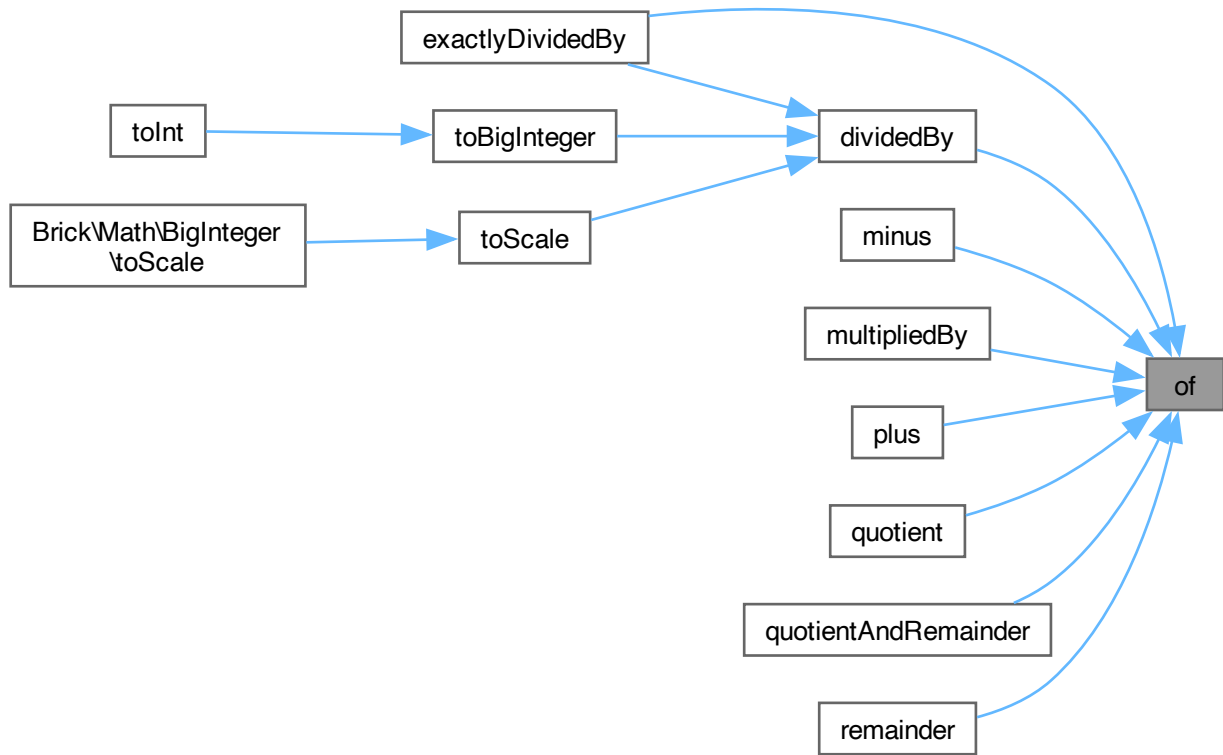 exactlyDividedBy
toInt
toBigInteger
dividedBy
Brick\Math\BigInteger
\toScale
toScale
minus
multipliedBy
of
plus
quotient
quotientAndRemainder
remainder